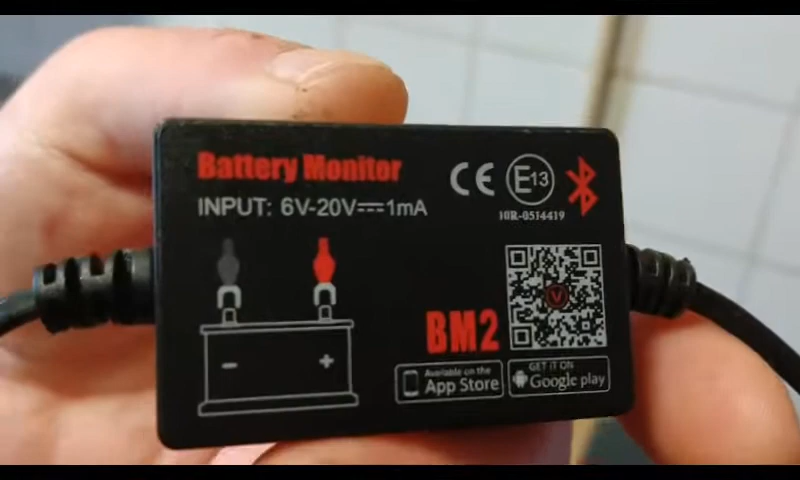 Battery Monitor
INPUT: 6V-20V⎓1mA
CE E13
10R-0514419
- +
BM2
V
Available on the
App Store
GET IT ON
Google play